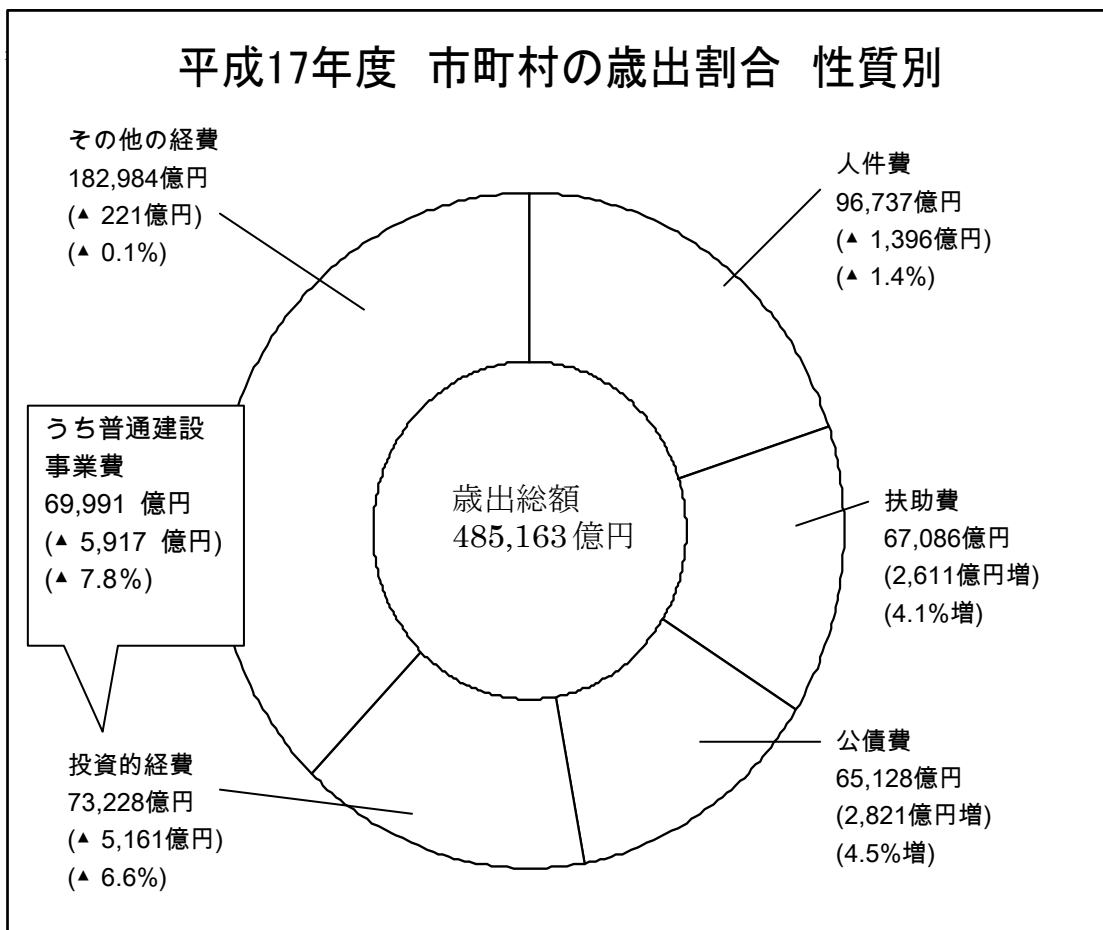 平成17年度 市町村の歳出割合 性質別
その他の経費
182,984億円
(▲ 221億円)
(▲ 0.1%)
人件費
96,737億円
(▲ 1,396億円)
(▲ 1.4%)
うち普通建設
事業費
69,991 億円
(▲ 5,917 億円)
(▲ 7.8%)
歳出総額
485,163億円
扶助費
67,086億円
(2,611億円増)
(4.1%増)
公債費
65,128億円
(2,821億円増)
(4.5%増)
投資的経費
73,228億円
(▲ 5,161億円)
(▲ 6.6%)